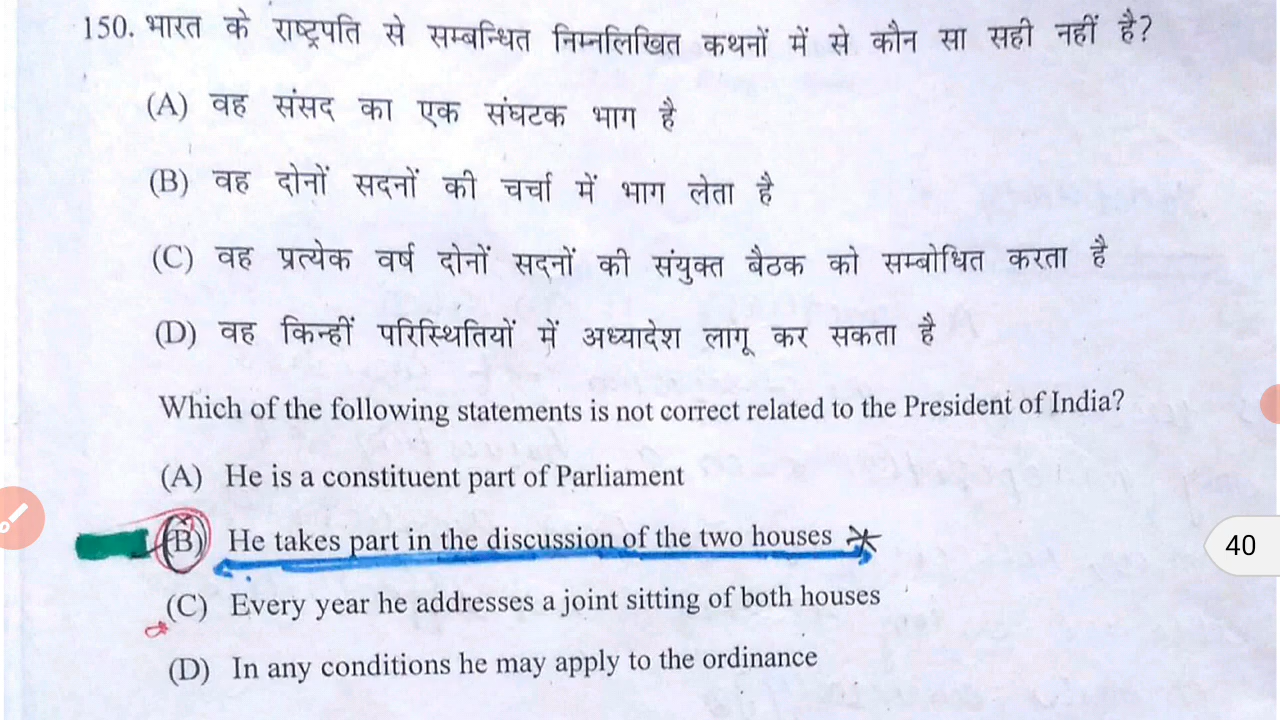 150. भारत के राष्ट्रपति से सम्बन्धित निम्नलिखित कथनों में से कौन सा सही नहीं है?
(A) वह संसद का एक संघटक भाग है
(B) वह दोनों सदनों की चर्चा में भाग लेता है
(C) वह प्रत्येक वर्ष दोनों सदनों की संयुक्त बैठक को सम्बोधित करता है
(D) वह किन्हीं परिस्थितियों में अध्यादेश लागू कर सकता है
Which of the following statements is not correct related to the President of India?
(A) He is a constituent part of Parliament
(B) He takes part in the discussion of the two houses
40
(C) Every year he addresses a joint sitting of both houses
(D) In any conditions he may apply to the ordinance